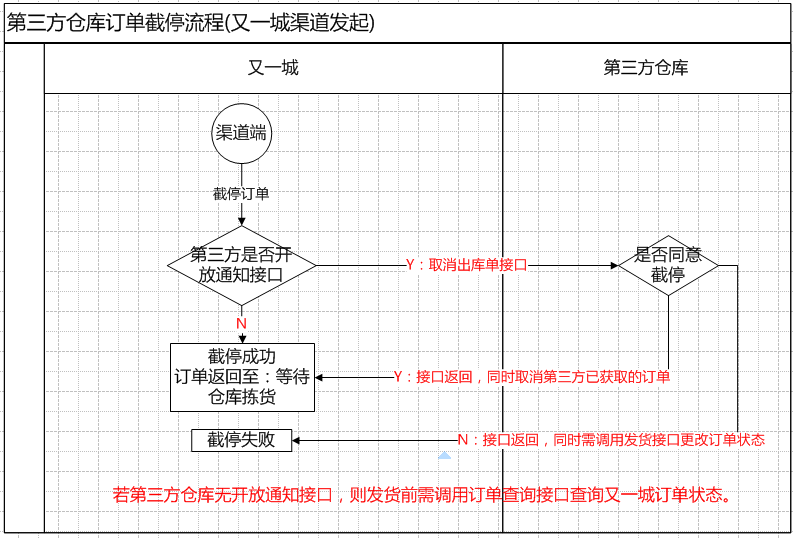 第三方仓库订单截停流程(又一城渠道发起)
又一城
第三方仓库
渠道端
截停订单
第三方是否开
放通知接口
Y：取消出库单接口
是否同意
截停
N
截停成功
订单返回至：等待
仓库拣货
Y：接口返回，同时取消第三方已获取的订单
截停失败
N：接口返回，同时需调用发货接口更改订单状态
若第三方仓库无开放通知接口，则发货前需调用订单查询接口查询又一城订单状态。